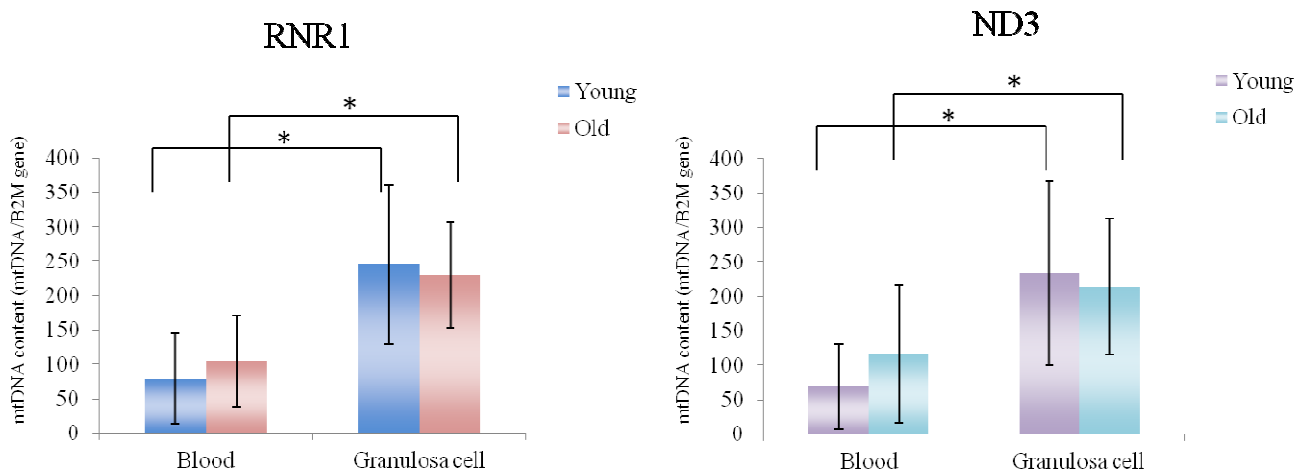 RNR1
Young
Old
*
*
mtDNA content (mtDNA/B2M gene)
400
350
300
250
200
150
100
50
0
Blood
Granulosa cell
ND3
Young
Old
*
*
mtDNA content (mtDNA/B2M gene)
400
350
300
250
200
150
100
50
0
Blood
Granulosa cell